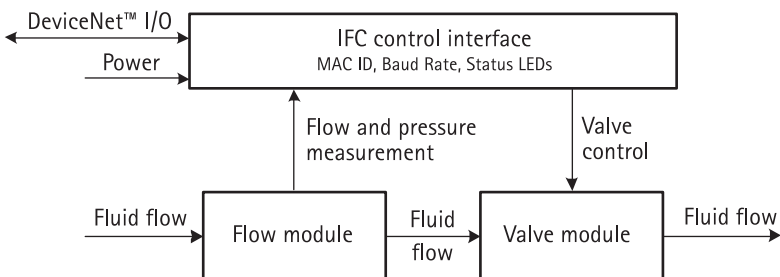 DeviceNet™ I/O
Power
IFC control interface
MAC ID, Baud Rate, Status LEDs
Flow and pressure
measurement
Valve
control
Fluid flow
Flow module
Fluid
flow
Valve module
Fluid flow